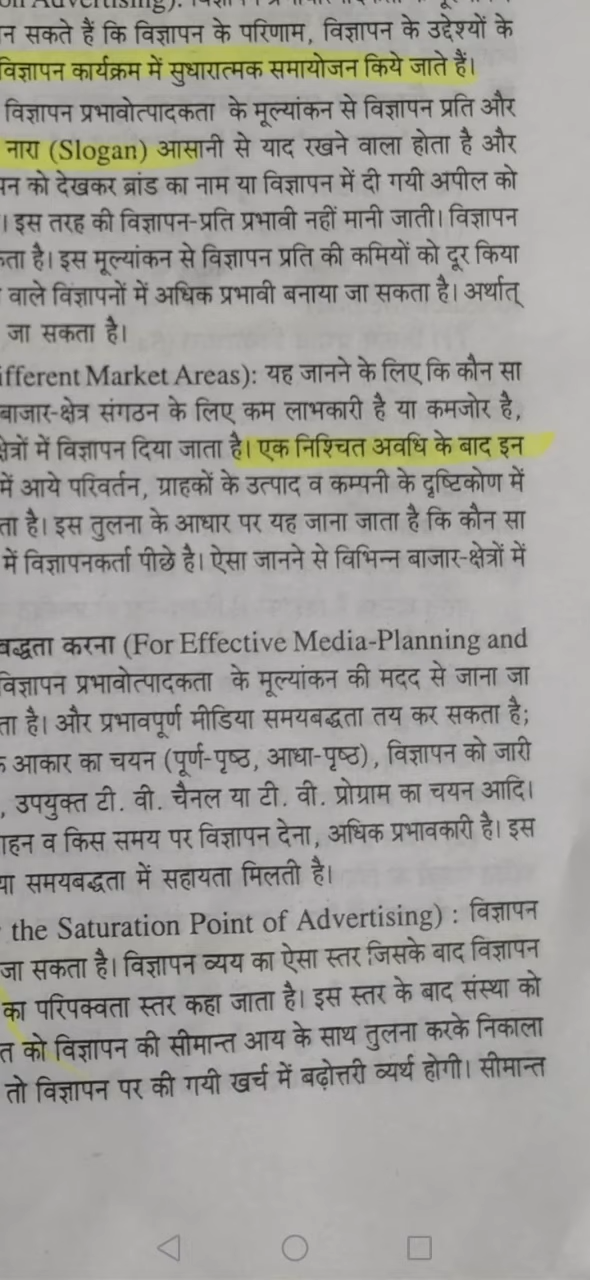 सकते हैं कि विज्ञापन के परिणाम, विज्ञापन के उद्देश्यों के
विज्ञापन कार्यक्रम में सुधारात्मक समायोजन किये जाते हैं।
विज्ञापन प्रभावोत्पादकता के मूल्यांकन से विज्ञापन प्रति और
नारा (Slogan) आसानी से याद रखने वाला होता है और
को देखकर ब्रांड का नाम या विज्ञापन में दी गयी अपील को
। इस तरह की विज्ञापन-प्रति प्रभावी नहीं मानी जाती। विज्ञापन
है। इस मूल्यांकन से विज्ञापन प्रति की कमियों को दूर किया
वाले विज्ञापनों में अधिक प्रभावी बनाया जा सकता है। अर्थात्
जा सकता है।
ifferent Market Areas): यह जानने के लिए कि कौन सा
बाजार-क्षेत्र संगठन के लिए कम लाभकारी है या कमजोर है,
में विज्ञापन दिया जाता है। एक निश्चित अवधि के बाद इन
में आये परिवर्तन, ग्राहकों के उत्पाद व कम्पनी के दृष्टिकोण में
ता है। इस तुलना के आधार पर यह जाना जाता है कि कौन सा
में विज्ञापनकर्ता पीछे है। ऐसा जानने से विभिन्न बाजार-क्षेत्रों में
बद्धता करना (For Effective Media-Planning and
विज्ञापन प्रभावोत्पादकता के मूल्यांकन की मदद से जाना जा
ता है। और प्रभावपूर्ण मीडिया समयबद्धता तय कर सकता है;
आकार का चयन (पूर्ण-पृष्ठ, आधा-पृष्ठ), विज्ञापन को जारी
, उपयुक्त टी. वी. चैनल या टी. वी. प्रोग्राम का चयन आदि।
ाहन व किस समय पर विज्ञापन देना, अधिक प्रभावकारी है। इस
या समयबद्धता में सहायता मिलती है।
the Saturation Point of Advertising) : विज्ञापन
जा सकता है। विज्ञापन व्यय का ऐसा स्तर जिसके बाद विज्ञापन
का परिपक्वता स्तर कहा जाता है। इस स्तर के बाद संस्था को
त को विज्ञापन की सीमान्त आय के साथ तुलना करके निकाला
तो विज्ञापन पर की गयी खर्च में बढ़ोत्तरी व्यर्थ होगी। सीमान्त